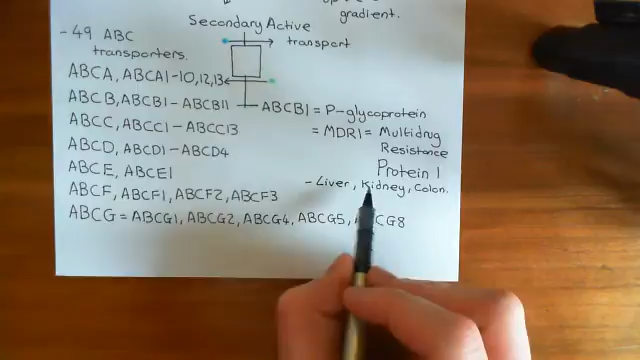 gradient.
Secondary Active
transport
- 49 ABC
transporters.
ABCA, ABCA1-10,12,13
ABCB, ABCB1 - ABCB11
ABCB1 = P-glycoprotein
= MDR1 = Multidrug
Resistance
Protein 1
- Liver, Kidney, Colon.
ABCC, ABCC1 - ABCC13
ABCD, ABCD1 - ABCD4
ABCE, ABCE1
ABCF, ABCF1, ABCF2, ABCF3
ABCG = ABCG1, ABCG2, ABCG4, ABCG5, ABCG8